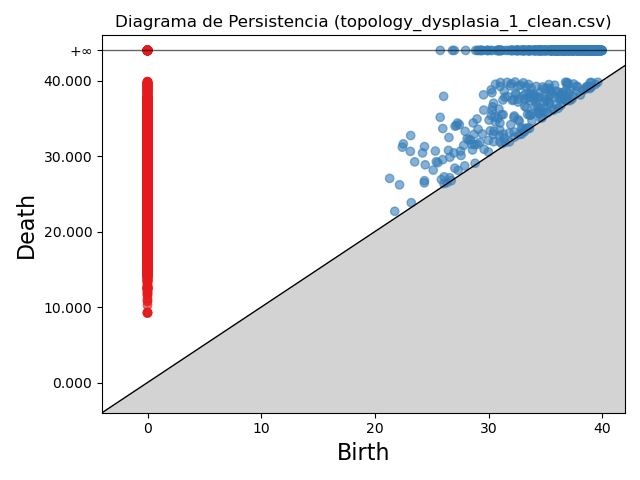 Diagrama de Persistencia (topology_dysplasia_1_clean.csv)
+∞
40.000
30.000
20.000
10.000
0.000
Death
0 10 20 30 40
Birth